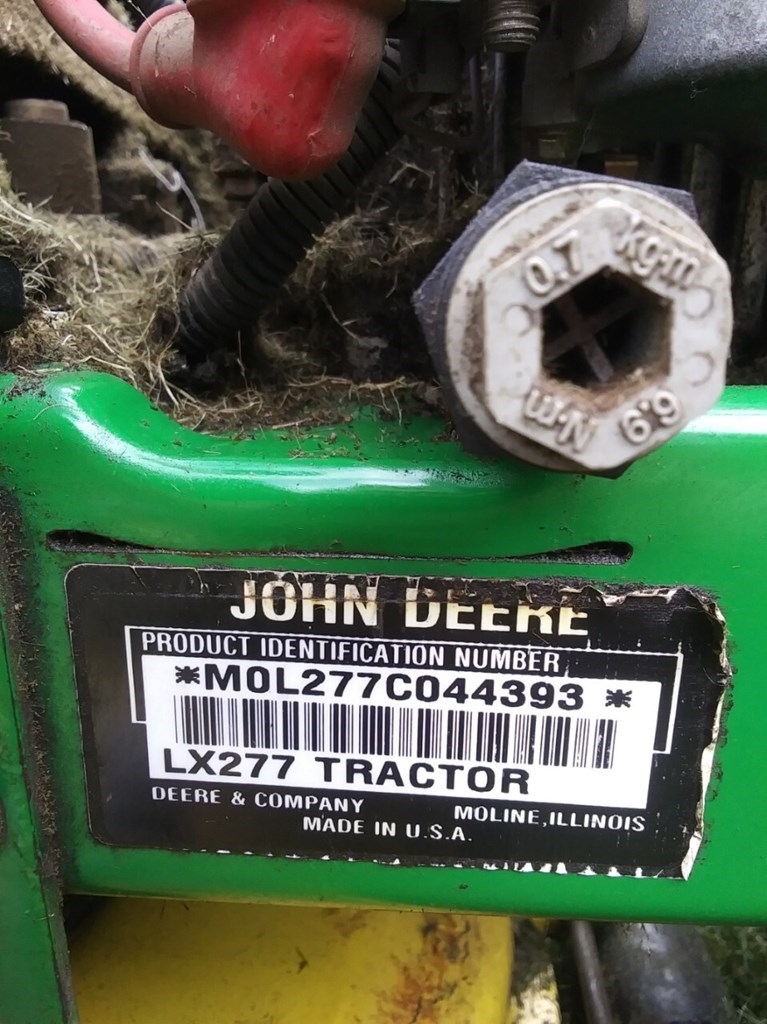 0.7 kg·m
6.9 N·m
JOHN DEERE
PRODUCT IDENTIFICATION NUMBER
*M0L277C044393 *
LX277 TRACTOR
DEERE & COMPANY MOLINE, ILLINOIS
MADE IN U.S.A.